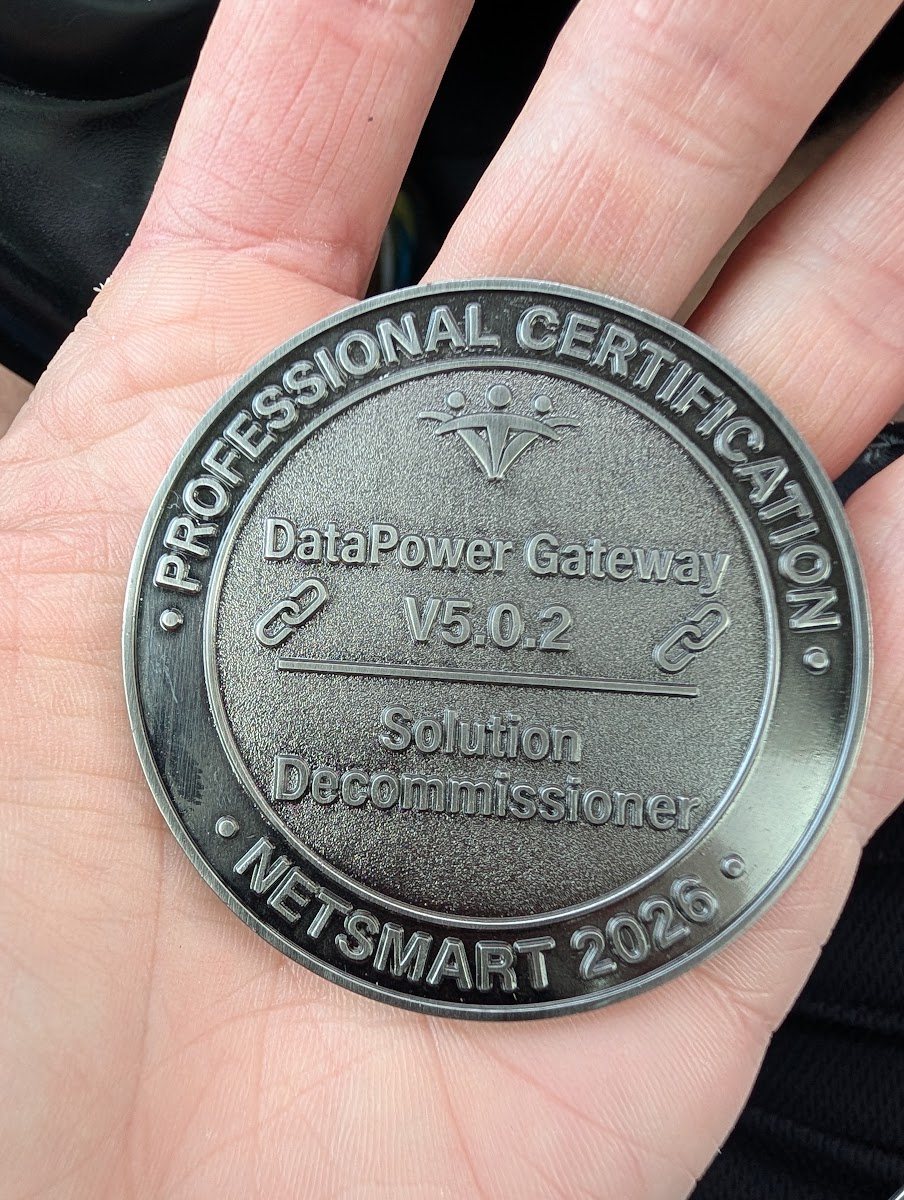 PROFESSIONAL CERTIFICATION
DataPower Gateway
V5.0.2
Solution
Decommissioner
NETSMART 2026